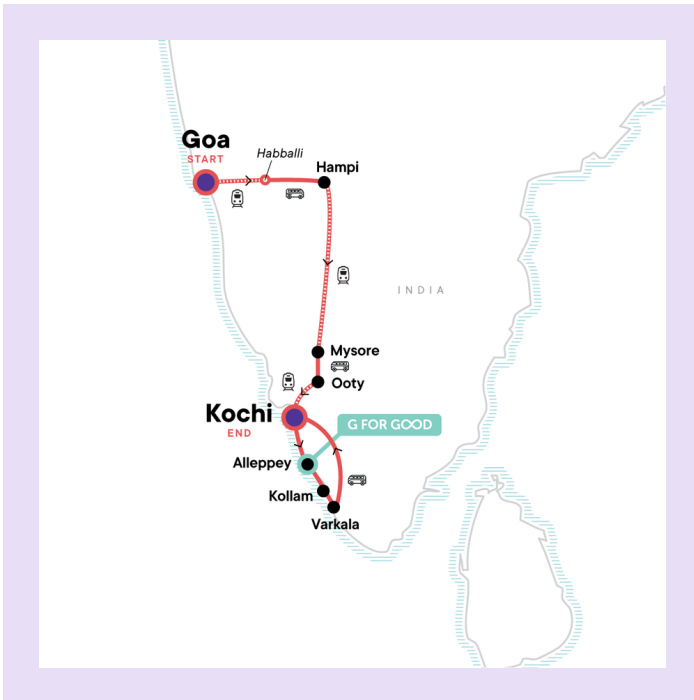 Goa
START
Habballi
Hampi
INDIA
Mysore
Ooty
Kochi
END
G FOR GOOD
Alleppey
Kollam
Varkala